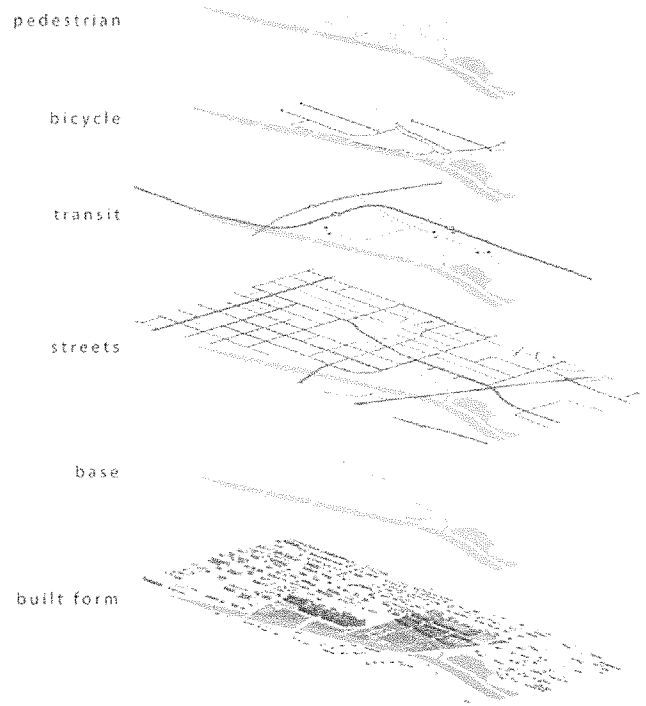 pedestrian
bicycle
transit
streets
base
built form